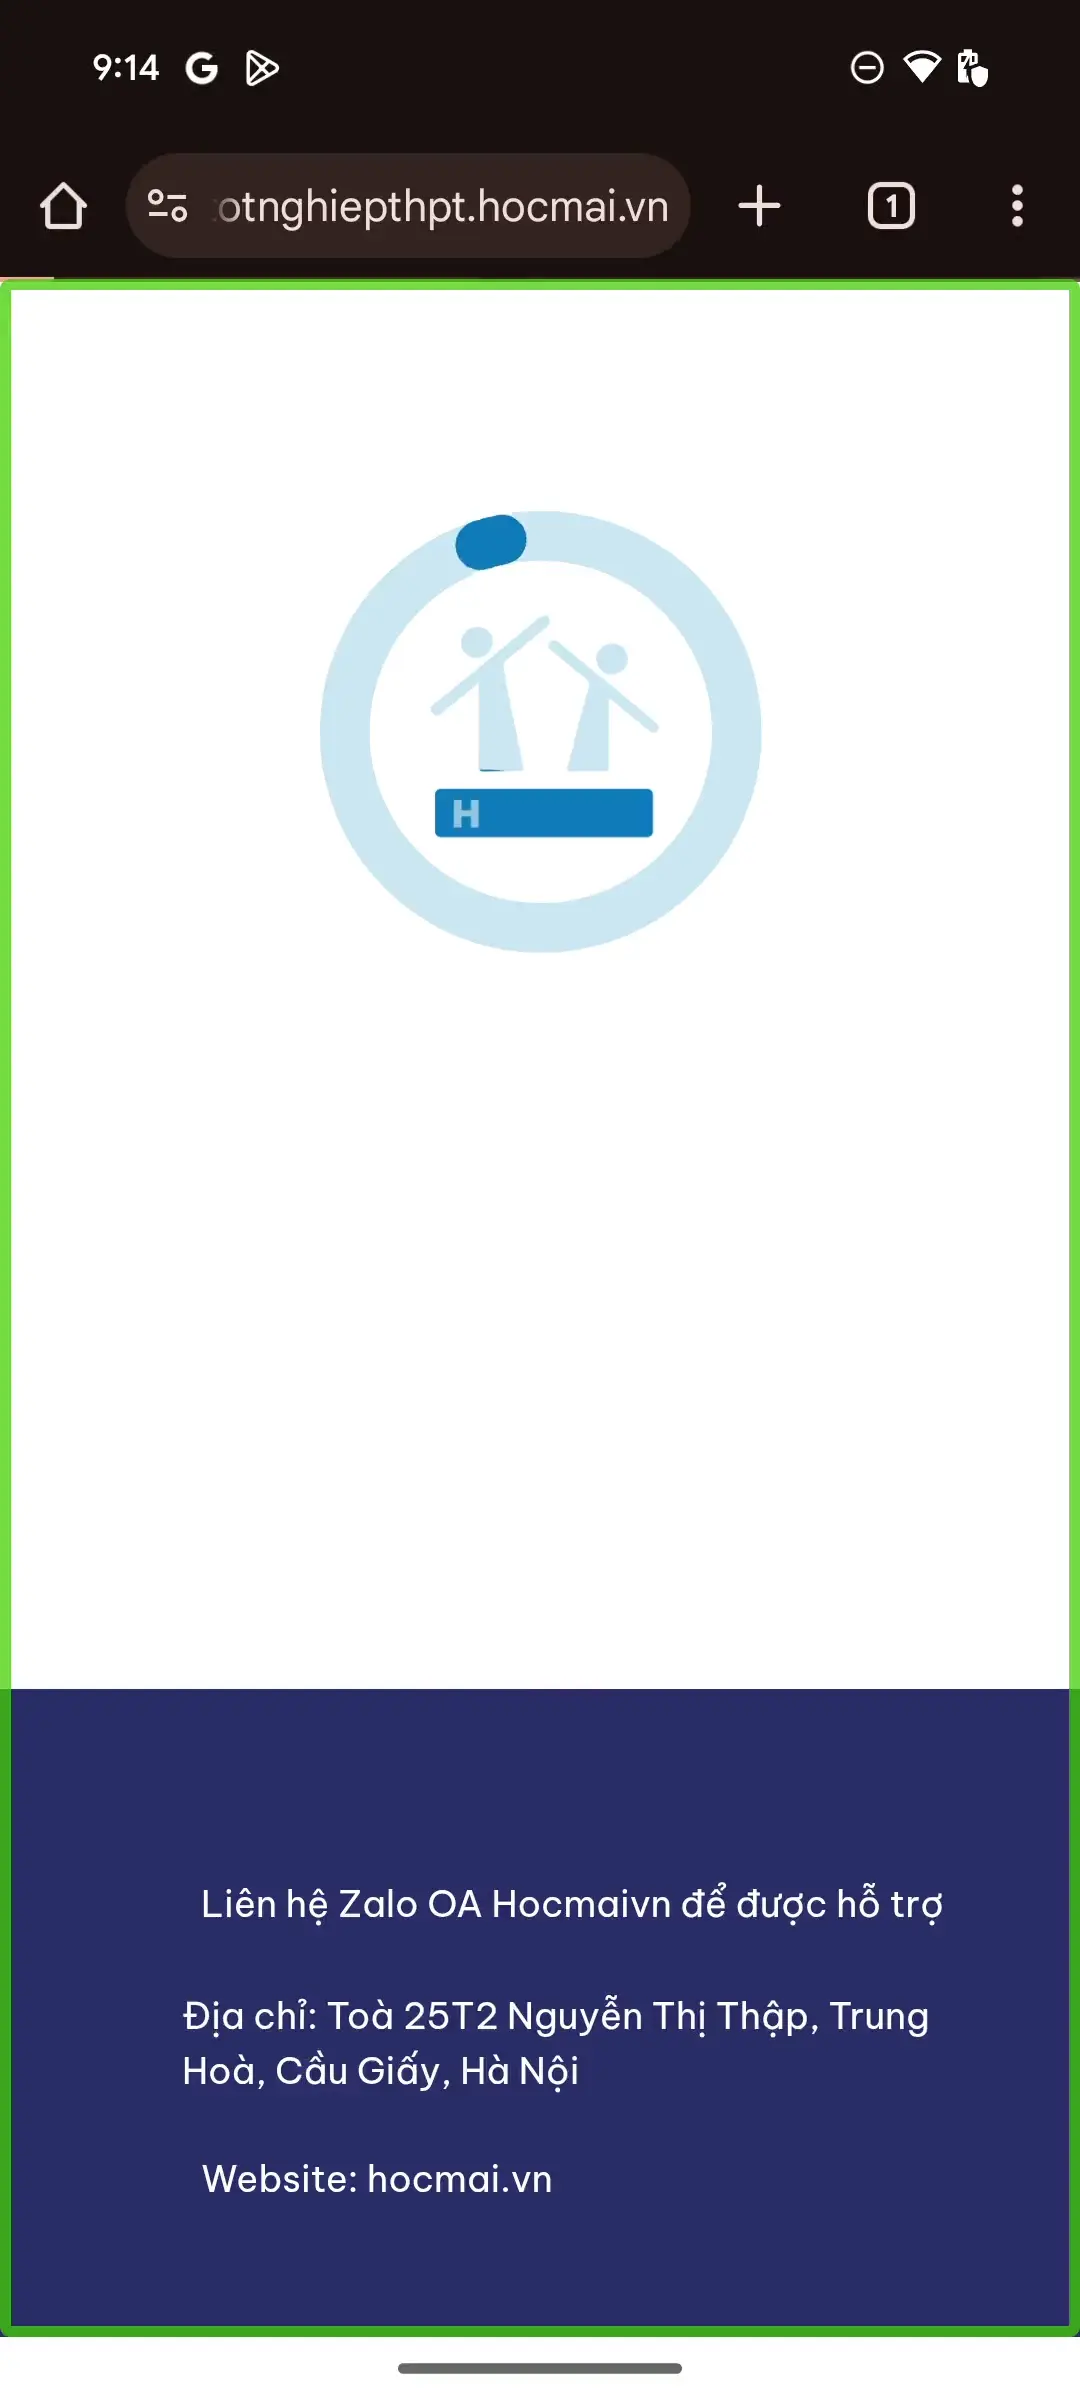 9:14
otnghiepthpt.hocmai.vn
1
H
Liên hệ Zalo OA Hocmaivn để được hỗ trợ
Địa chỉ: Toà 25T2 Nguyễn Thị Thập, Trung
Hoà, Cầu Giấy, Hà Nội
Website: hocmai.vn